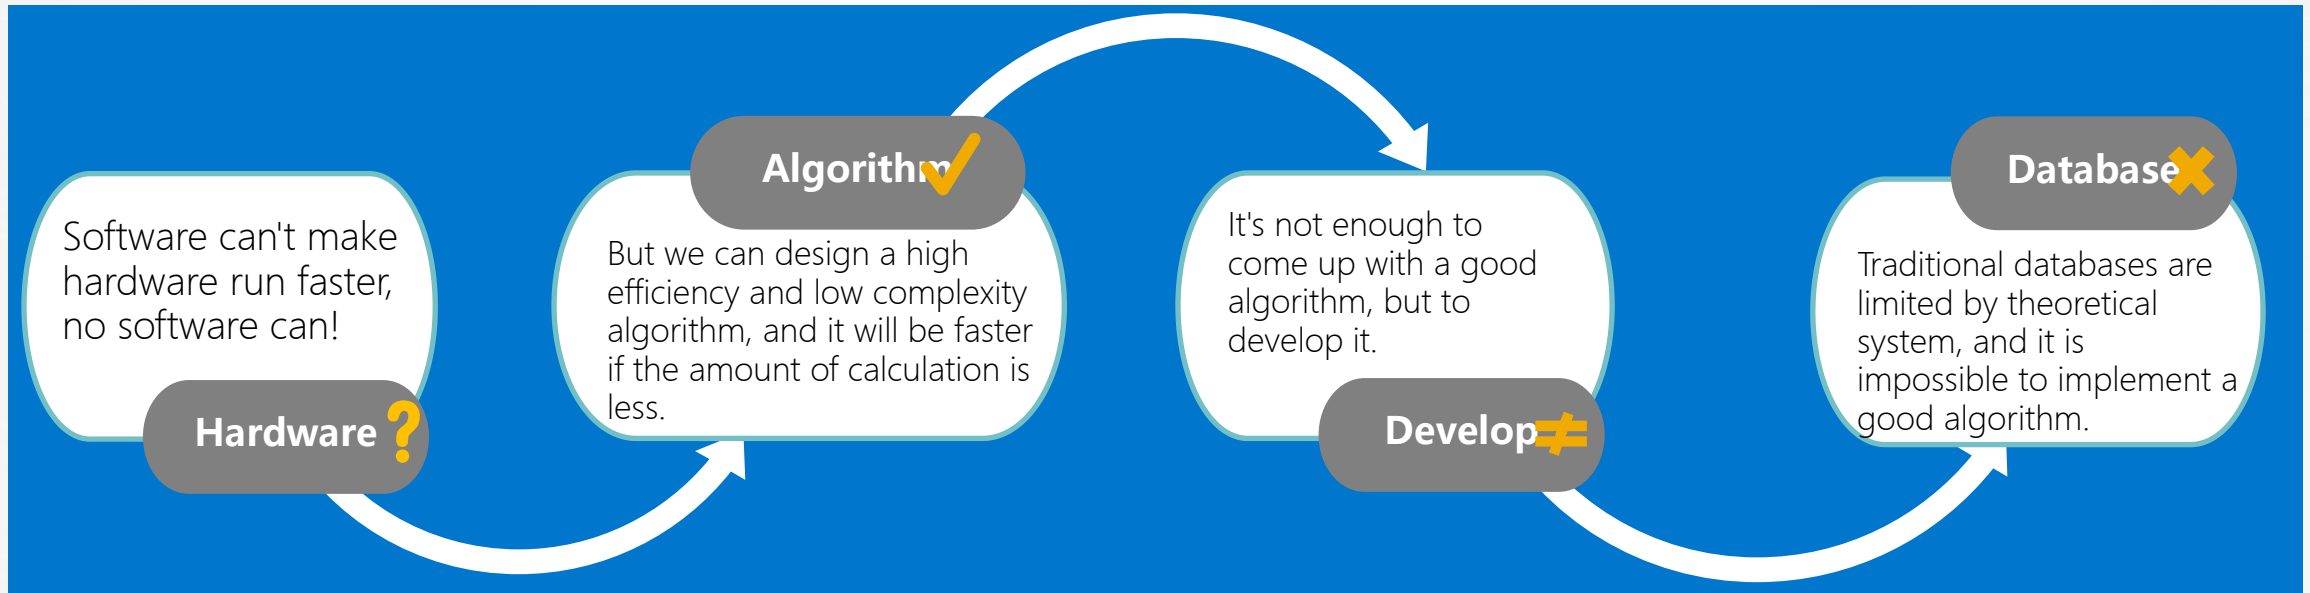 Software can't make
hardware run faster,
no software can!
Hardware
Algorithm
But we can design a high
efficiency and low complexity
algorithm, and it will be faster
if the amount of calculation is
less.
It's not enough to
come up with a good
algorithm, but to
develop it.
Develop
Database
Traditional databases are
limited by theoretical
system, and it is
impossible to implement a
good algorithm.